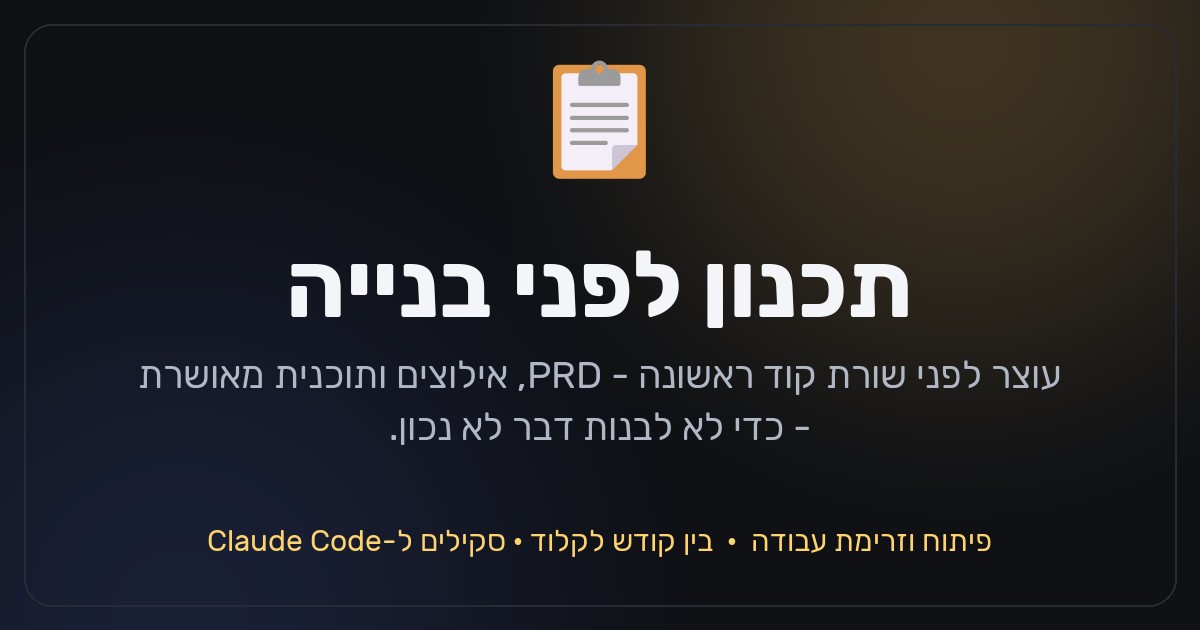 תכנון לפני בנייה
עוצר לפני שורת קוד ראשונה - PRD, אילוצים ותוכנית מאושרת
- כדי לא לבנות דבר לא נכון.
פיתוח וזרימת עבודה • בין קודש לקלוד • סקילים ל-Claude Code